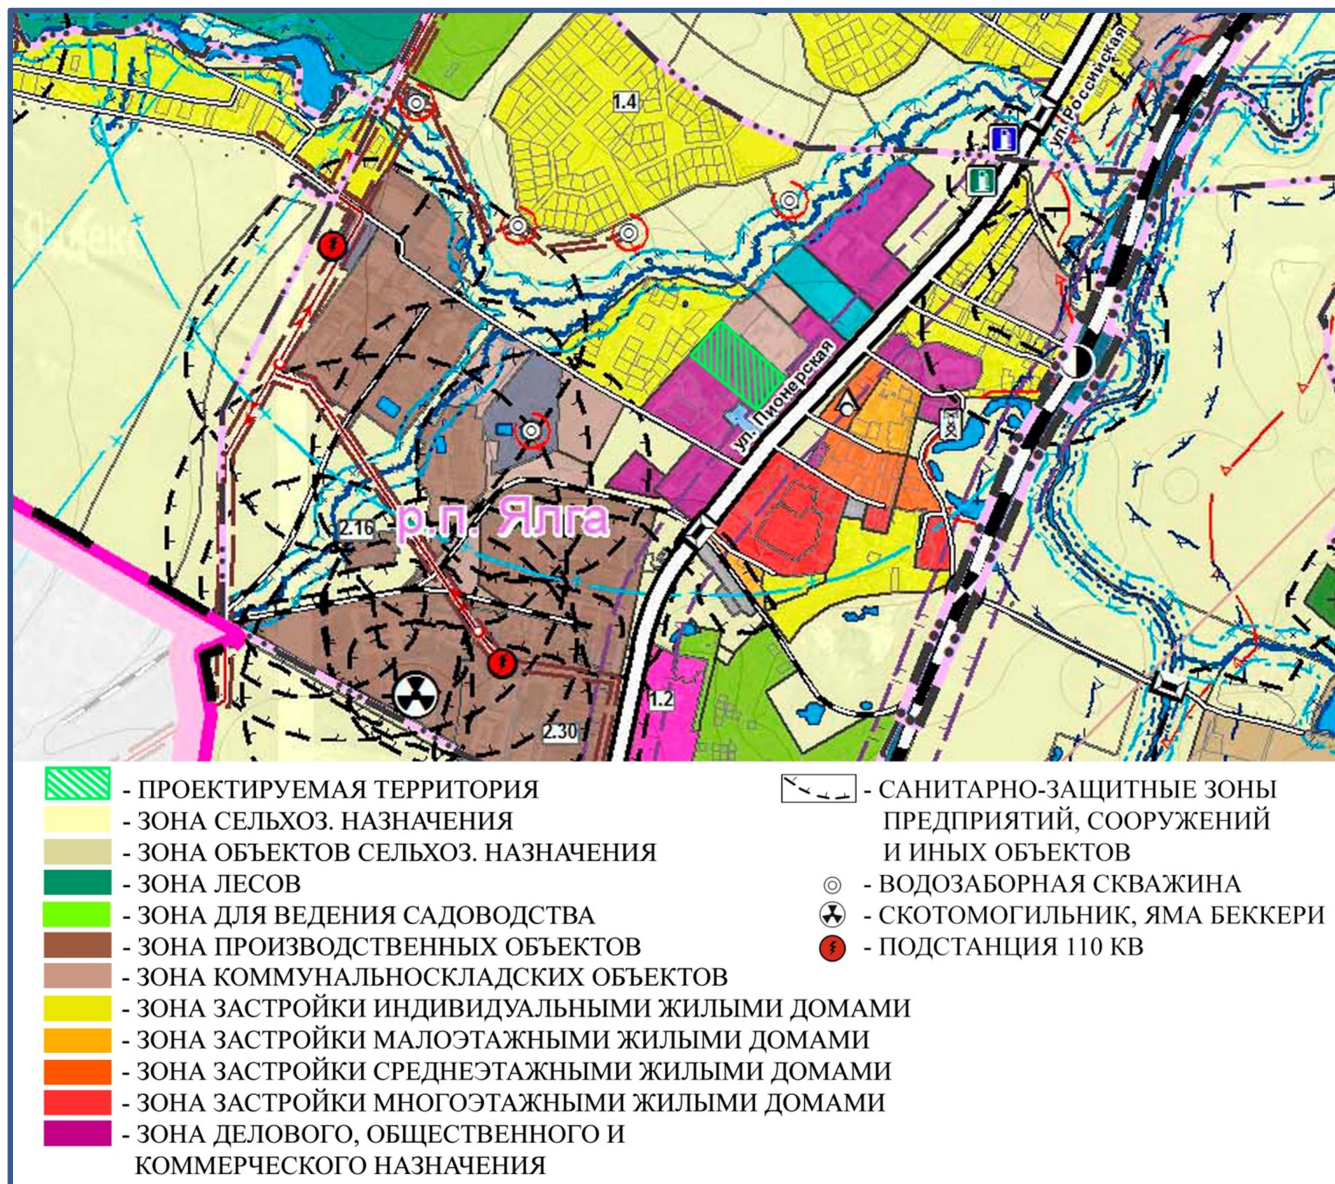 1.4
ул. Российская
ул. Пионерская
2.16
р.п. Ялга
1.2
2.30
- ПРОЕКТИРУЕМАЯ ТЕРРИТОРИЯ
- ЗОНА СЕЛЬХОЗ. НАЗНАЧЕНИЯ
- ЗОНА ОБЪЕКТОВ СЕЛЬХОЗ. НАЗНАЧЕНИЯ
- ЗОНА ЛЕСОВ
- ЗОНА ДЛЯ ВЕДЕНИЯ САДОВОДСТВА
- ЗОНА ПРОИЗВОДСТВЕННЫХ ОБЪЕКТОВ
- ЗОНА КОММУНАЛЬНОСКЛАДСКИХ ОБЪЕКТОВ
- ЗОНА ЗАСТРОЙКИ ИНДИВИДУАЛЬНЫМИ ЖИЛЫМИ ДОМАМИ
- ЗОНА ЗАСТРОЙКИ МАЛОЭТАЖНЫМИ ЖИЛЫМИ ДОМАМИ
- ЗОНА ЗАСТРОЙКИ СРЕДНЕЭТАЖНЫМИ ЖИЛЫМИ ДОМАМИ
- ЗОНА ЗАСТРОЙКИ МНОГОЭТАЖНЫМИ ЖИЛЫМИ ДОМАМИ
- ЗОНА ДЕЛОВОГО, ОБЩЕСТВЕННОГО И
КОММЕРЧЕСКОГО НАЗНАЧЕНИЯ
- САНИТАРНО-ЗАЩИТНЫЕ ЗОНЫ
ПРЕДПРИЯТИЙ, СООРУЖЕНИЙ
И ИНЫХ ОБЪЕКТОВ
- ВОДОЗАБОРНАЯ СКВАЖИНА
- СКОТОМОГИЛЬНИК, ЯМА БЕККЕРИ
- ПОДСТАНЦИЯ 110 КВ